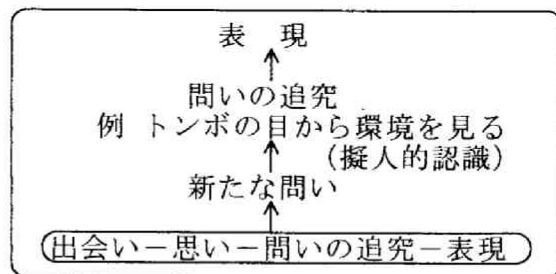 表 現
問いの追究
例 トンボの目から環境を見る
(擬人的認識)
新たな問い
出会い－思い－問いの追究－表現